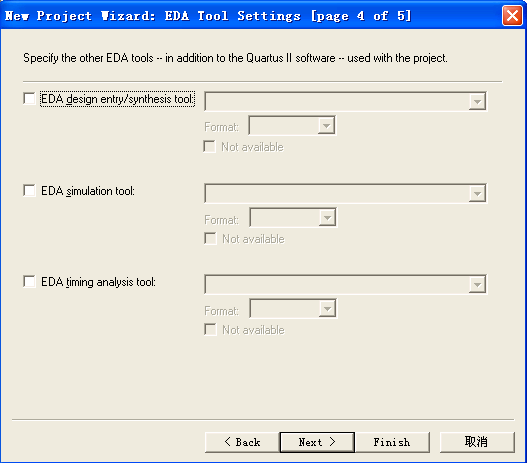 New Project Wizard: EDA Tool Settings [page 4 of 5]
Specify the other EDA tools -- in addition to the Quartus II software -- used with the project.
EDA design entry/synthesis tool:
Format:
Not available
EDA simulation tool:
Format:
Not available
EDA timing analysis tool:
Format:
Not available
< Back Next > Finish 取消